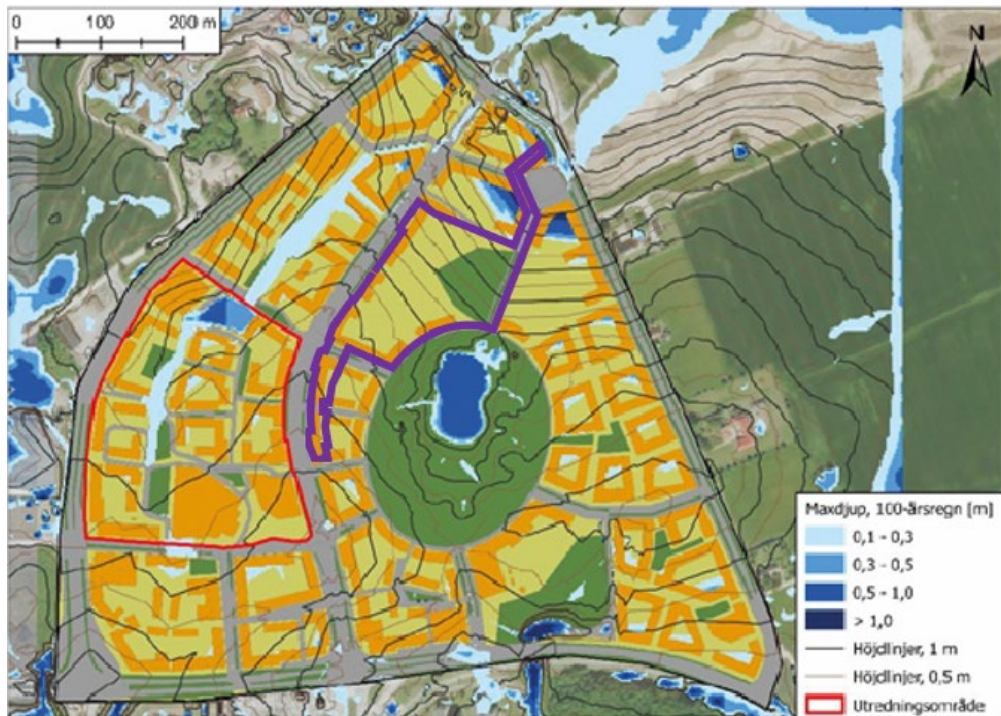 0 100 200 m
N
Maxdjup, 100-årsregn [m]
0,1 - 0,3
0,3 - 0,5
0,5 - 1,0
> 1,0
Höjdlinjer, 1 m
Höjdlinjer, 0,5 m
Utredningsområde